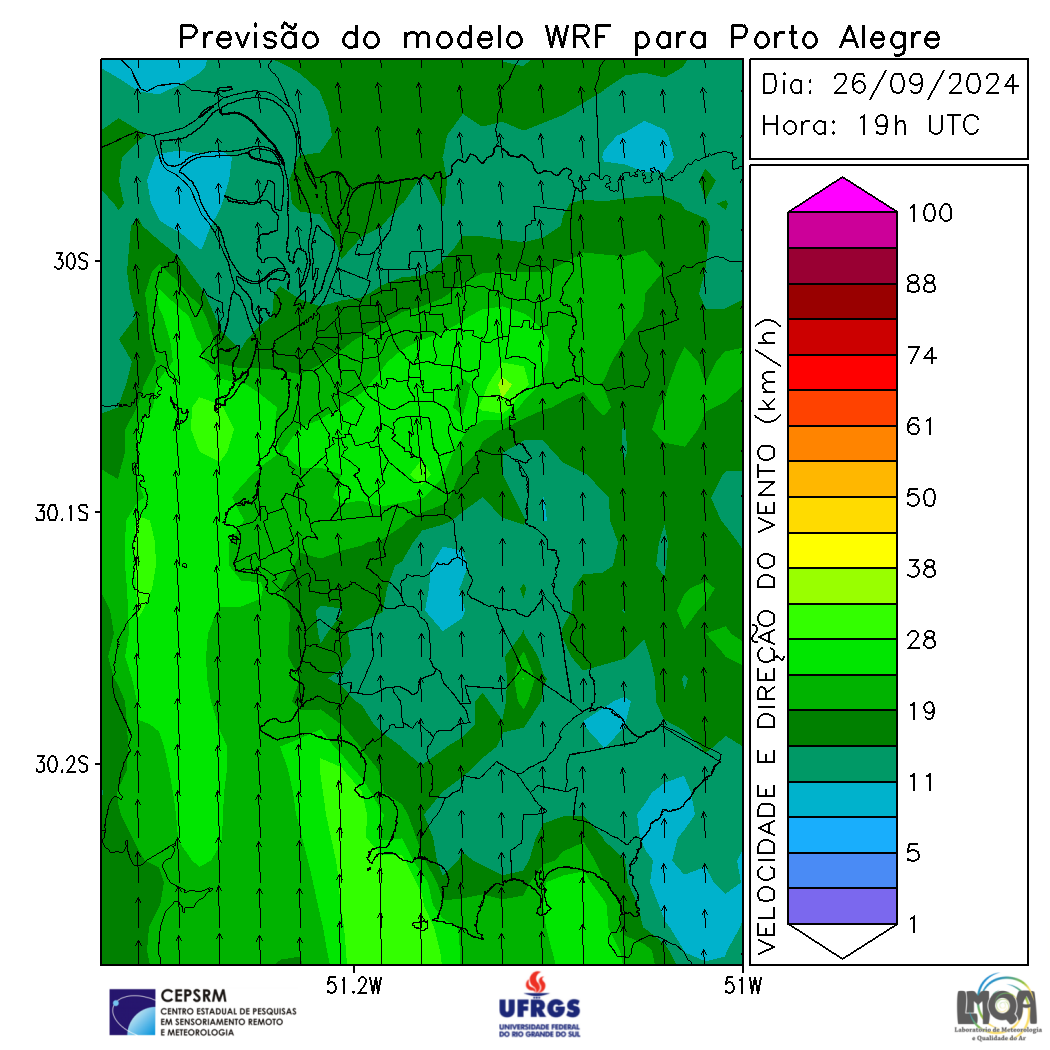 Previsão do modelo WRF para Porto Alegre
Dia: 26/09/2024
Hora: 19h UTC
30S
30.1S
30.2S
51.2W
51W
VELOCIDADE E DIREÇÃO DO VENTO (km/h)
100
88
74
61
50
38
28
19
11
5
1
CEPSRM
CENTRO ESTADUAL DE PESQUISAS
EM SENSORIAMENTO REMOTO
E METEOROLOGIA
UFRGS
UNIVERSIDADE FEDERAL
DO RIO GRANDE DO SUL
LMQA
Laboratório de Meteorologia
e Qualidade do Ar